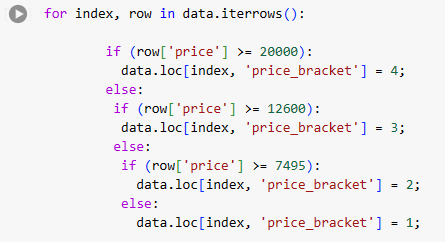 for index, row in data.iterrows():
if (row['price'] >= 20000):
data.loc[index, 'price_bracket'] = 4;
else:
if (row['price'] >= 12600):
data.loc[index, 'price_bracket'] = 3;
else:
if (row['price'] >= 7495):
data.loc[index, 'price_bracket'] = 2;
else:
data.loc[index, 'price_bracket'] = 1;